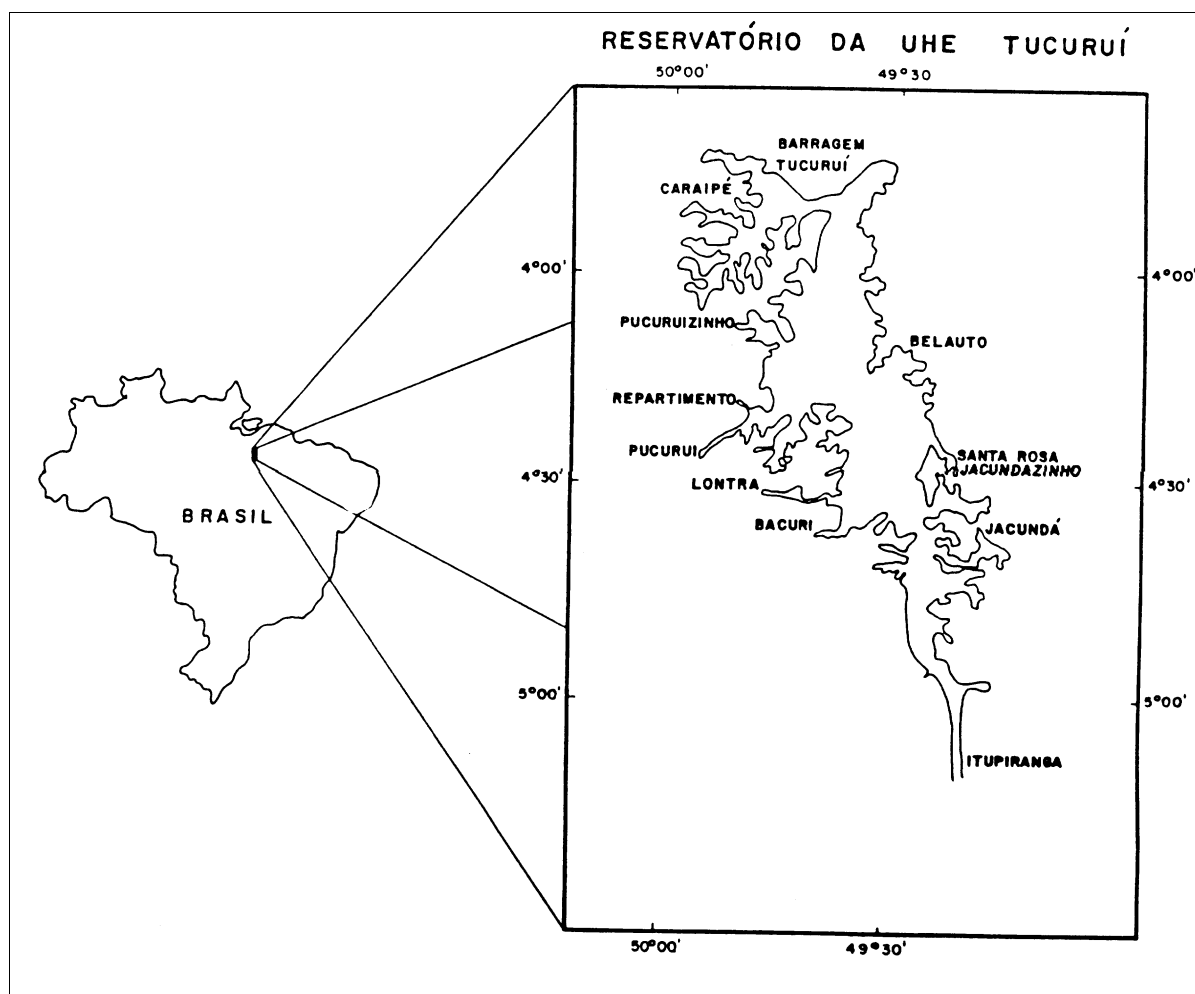 RESERVATÓRIO DA UHE TUCURUÍ
50°00'
49°30
BARRAGEM
TUCURUÍ
CARAIPÉ
4°00'
4°00'
PUCURUIZINHO
BELAUTO
REPARTIMENTO
PUCURUI
SANTA ROSA
JACUNDAZINHO
LONTRA
4°30'
4°30'
BRASIL
BACURI
JACUNDÁ
5°00'
5°00'
ITUPIRANGA
50°00'
49°30'